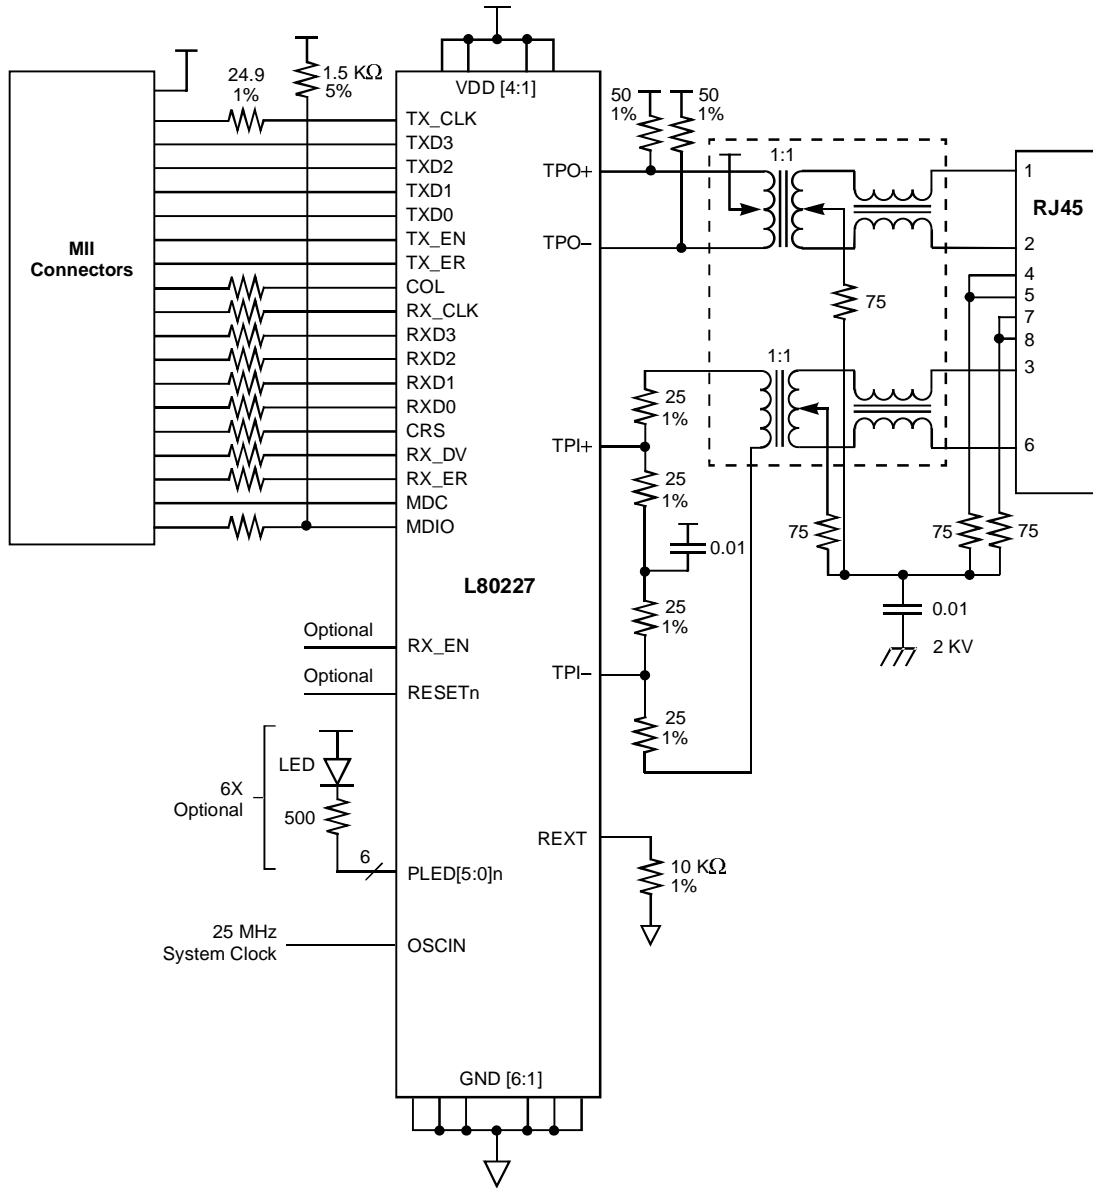 VDD [4:1]
24.9
1%
1.5 KΩ
5%
MII
Connectors
TX_CLK
TXD3
TXD2
TXD1
TXD0
TX_EN
TX_ER
COL
RX_CLK
RXD3
RXD2
RXD1
RXD0
CRS
RX_DV
RX_ER
MDC
MDIO
L80227
Optional
RX_EN
Optional
RESETn
6X
Optional
LED
500
6
PLED[5:0]n
25 MHz
System Clock
OSCIN
GND [6:1]
50
1%
50
1%
TPO+
TPO−
1:1
75
1:1
RJ45
1
2
4
5
7
8
3
6
25
1%
TPI+
25
1%
0.01
25
1%
TPI−
25
1%
75
75
75
0.01
2 KV
REXT
10 KΩ
1%